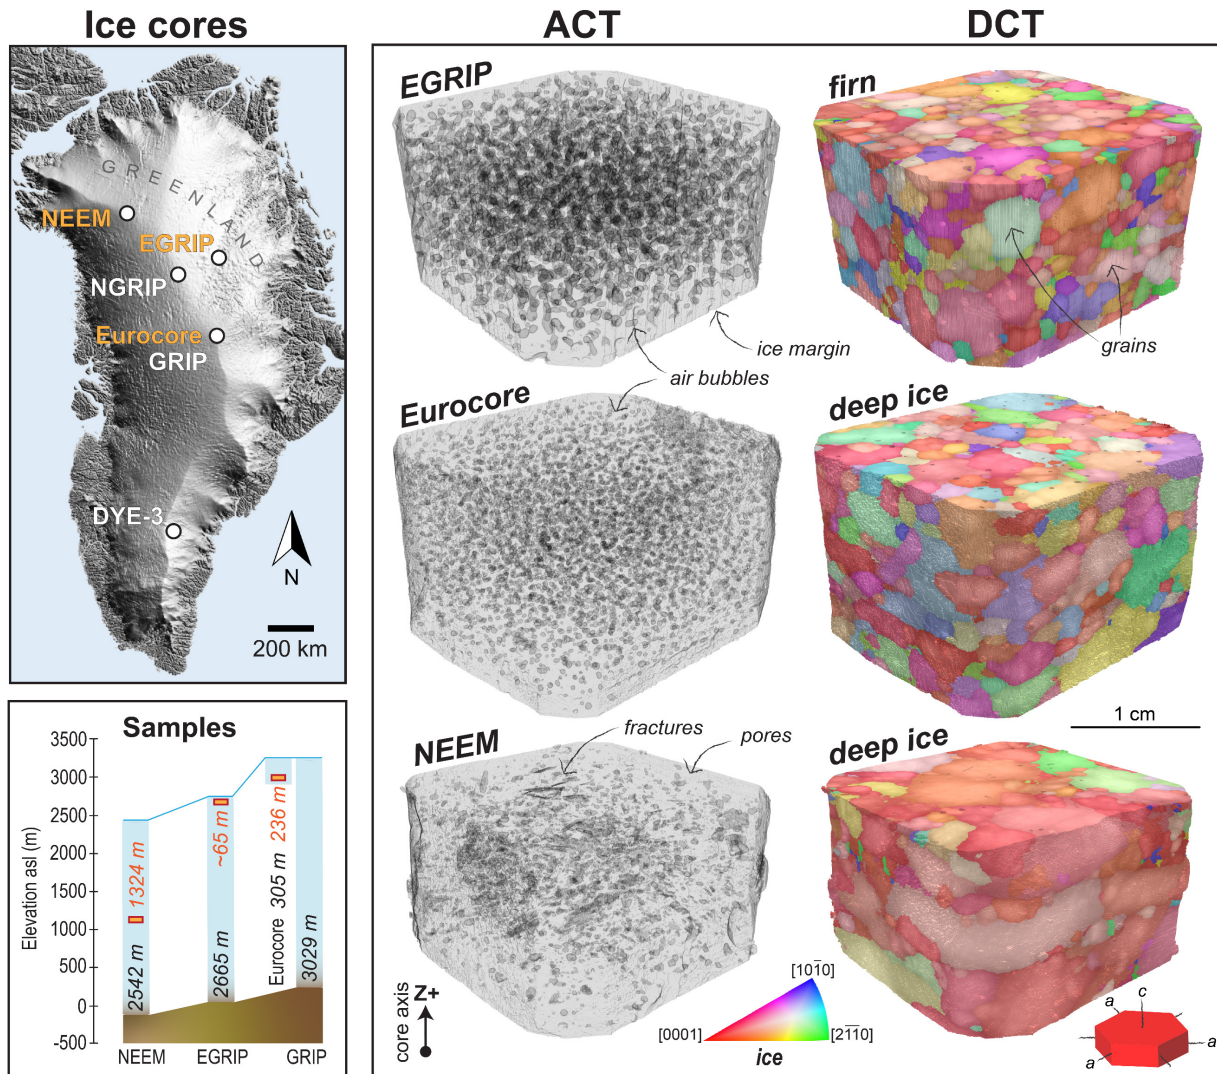 Ice cores
GREENLAND
NEEM
EGRIP
NGRIP
Eurocore
GRIP
DYE-3
N
200 km
Samples
Elevation asl (m)
3500
3000
2500
2000
1500
1000
500
0
-500
1324 m
2542 m
~65 m
2665 m
236 m
Eurocore 305 m
3029 m
NEEM
EGRIP
GRIP
ACT
DCT
EGRIP
firn
ice margin
air bubbles
grains
Eurocore
deep ice
1 cm
NEEM
fractures
pores
deep ice
core axis
Z+
[0001]
[101̅0]
[21̅1̅0]
ice
a
c
a
a